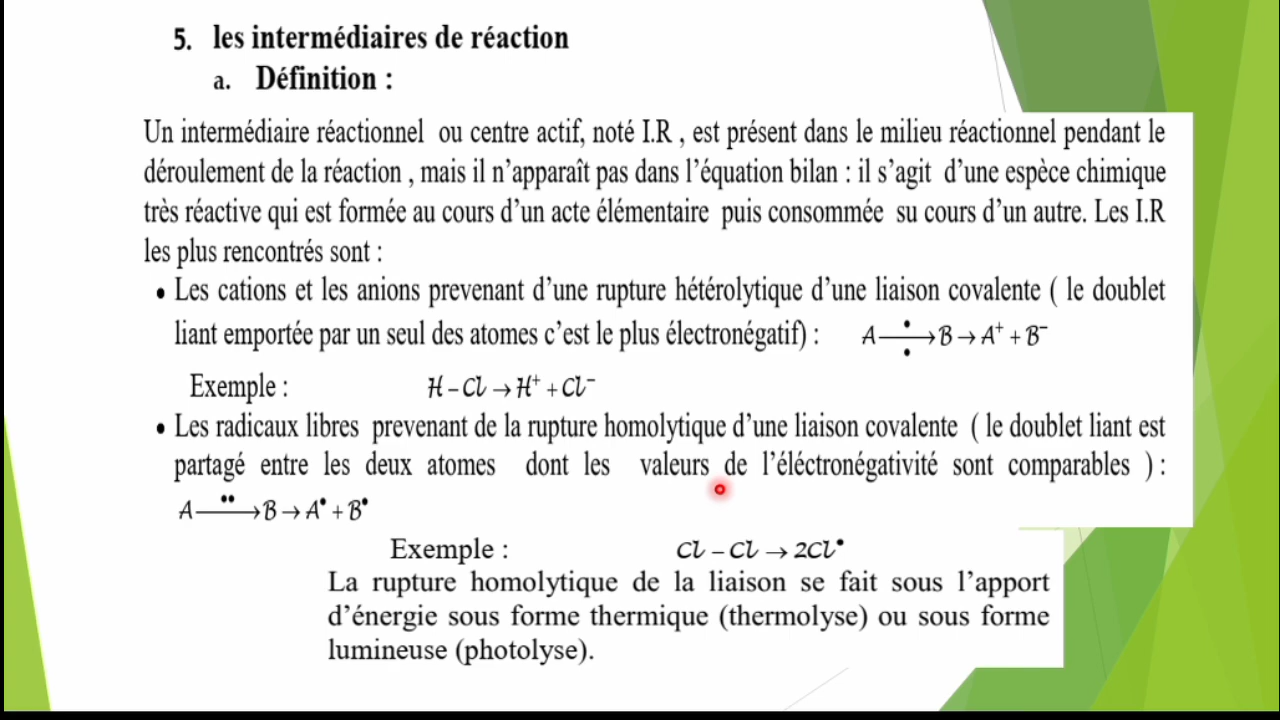 5. les intermédiaires de réaction
a. Définition :
Un intermédiaire réactionnel ou centre actif, noté I.R , est présent dans le milieu réactionnel pendant le
déroulement de la réaction , mais il n’apparaît pas dans l’équation bilan : il s’agit d’une espèce chimique
très réactive qui est formée au cours d’un acte élémentaire puis consommée su cours d’un autre. Les I.R
les plus rencontrés sont :
• Les cations et les anions prevenant d’une rupture hétérolytique d’une liaison covalente ( le doublet
liant emportée par un seul des atomes c’est le plus électronégatif) : A⟶B → A⁺ + B⁻
Exemple : H – Cl → H⁺ + Cl⁻
• Les radicaux libres prevenant de la rupture homolytique d’une liaison covalente ( le doublet liant est
partagé entre les deux atomes dont les valeurs de l’éléctronégativité sont comparables ) :
A⟶B → A• + B•
Exemple : Cl – Cl → 2Cl•
La rupture homolytique de la liaison se fait sous l’apport
d’énergie sous forme thermique (thermolyse) ou sous forme
lumineuse (photolyse).